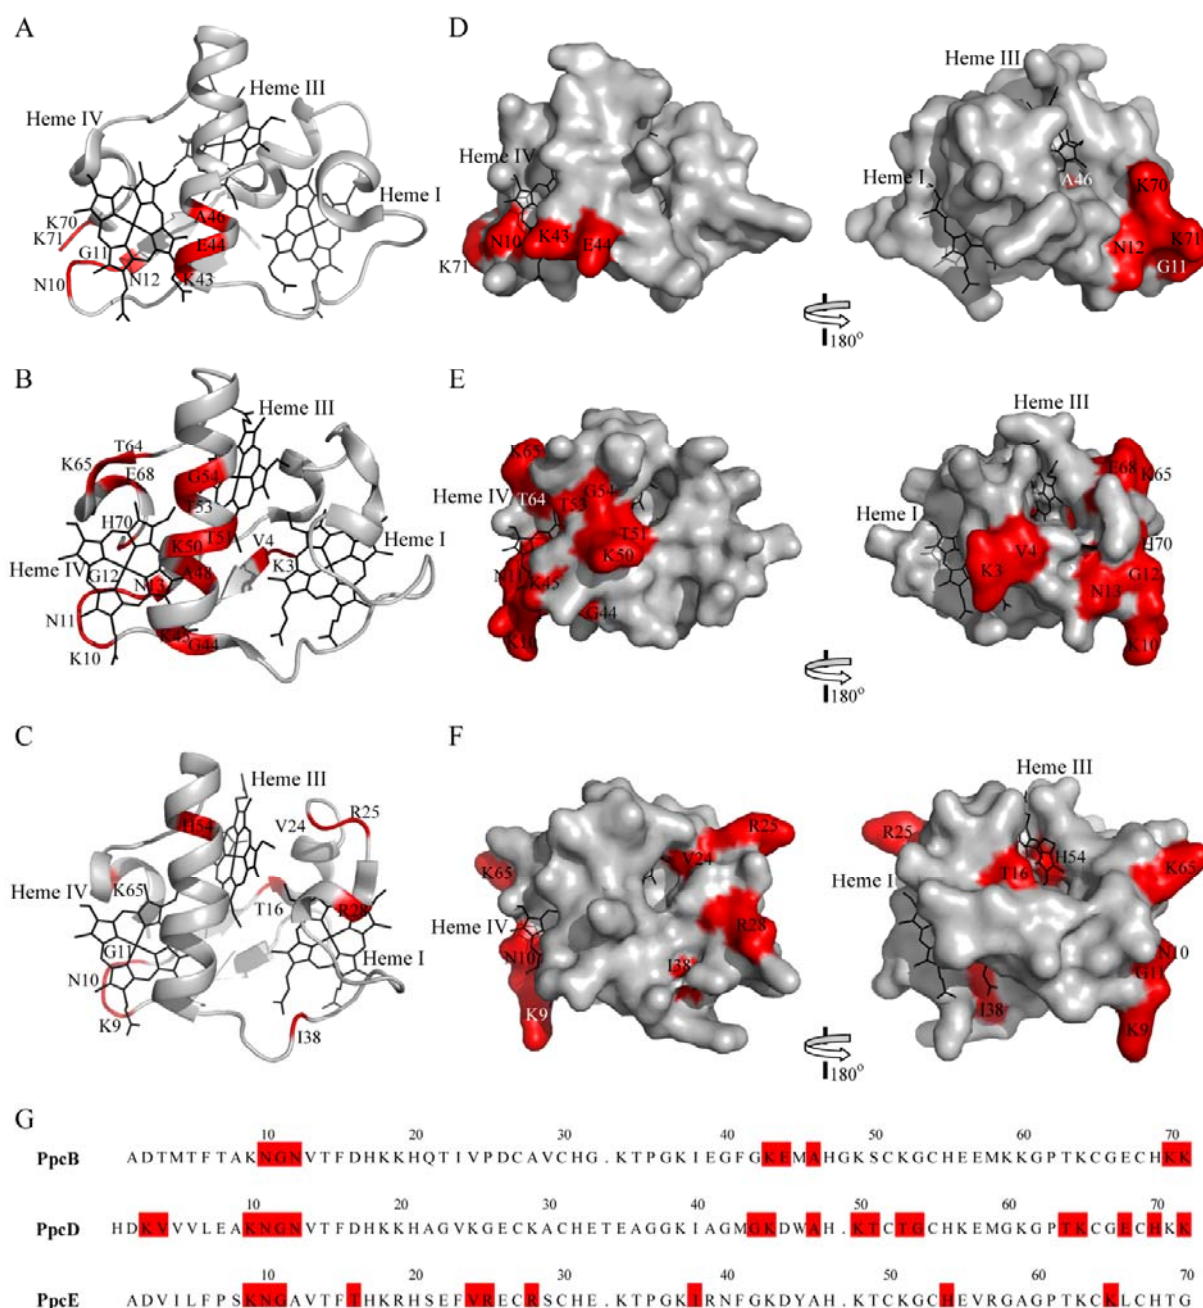 A
Heme III
Heme IV
Heme I
K70
K71
G11
N10
N12
A46
E44
K43
D
Heme IV
N10
K43
E44
K71
Heme III
Heme I
A46
K70
N12
K71
G11
180°
B
Heme III
T64
K65
E68
G54
T53
H70
T51
V4
K50
K3
Heme I
Heme IV
G12
N13
A48
N11
K45
G44
K10
E
K65
Heme IV
T64
T53
G54
T51
K50
N11
K45
G44
K10
Heme III
Heme I
E68
K65
V4
K3
H70
G12
N13
K10
180°
C
Heme III
R25
V24
H54
Heme IV
K65
T16
R28
G11
N10
Heme I
K9
I38
F
R25
V24
K65
R28
Heme IV
N10
I38
K9
Heme III
R25
Heme I
T16
H54
K65
N10
G11
I38
K9
180°
G
10 20 30 40 50 60 70
PpcB ADTMTFTAKNGNVTFDHKKHQTIVPDCAVCHG.KTPGKIEGFGKEMAHGKSCKGCHEEMKKGPTKCGECHKK
10 20 30 40 50 60 70
PpcD HDKVVVLEAKNGNVTFDHKKHAGVKGECKACHETEAGGKIAGMGKDWAH.KTCTGCHKEMGKGPTKCGECHKK
10 20 30 40 50 60 70
PpcE ADVILFPSKNGAVTFTHKRHSEFVRECRSCHE.KTPGKIRNFGKDYAH.KTCKGCHEVRGAGPTKCKLCHTG